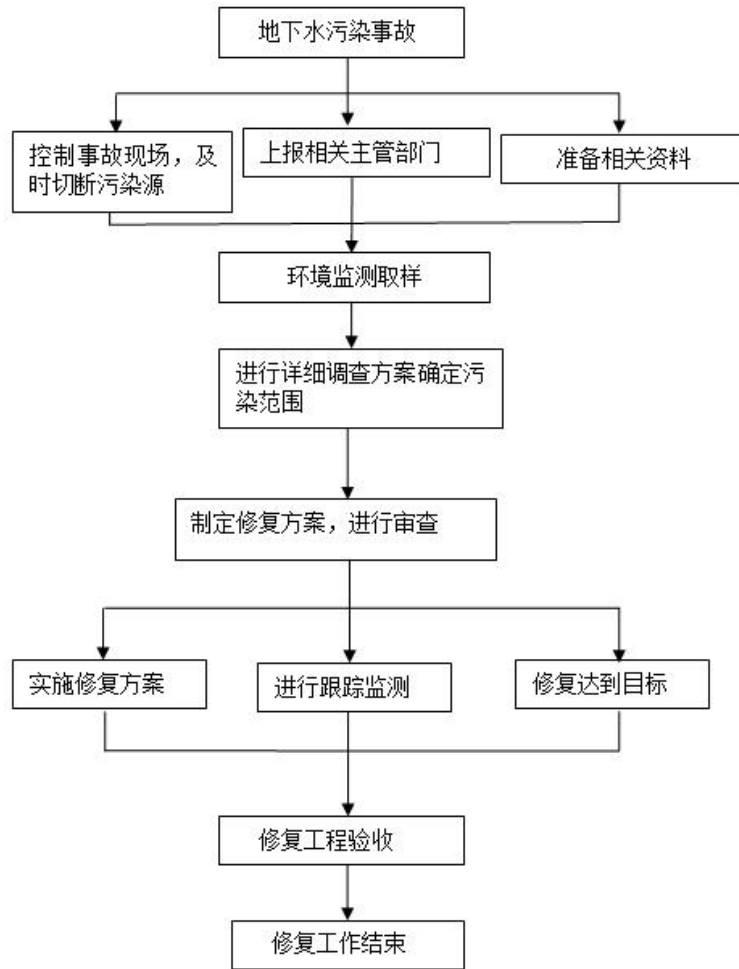 地下水污染事故
控制事故现场，及
时切断污染源
上报相关主管部门
准备相关资料
环境监测取样
进行详细调查方案确定污
染范围
制定修复方案，进行审查
实施修复方案
进行跟踪监测
修复达到目标
修复工程验收
修复工作结束